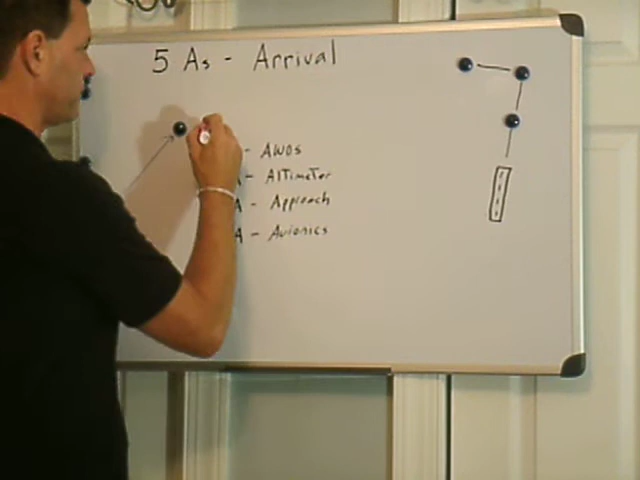 5 As - Arrival
- AWOS
A - Altimeter
A - Approach
A - Avionics